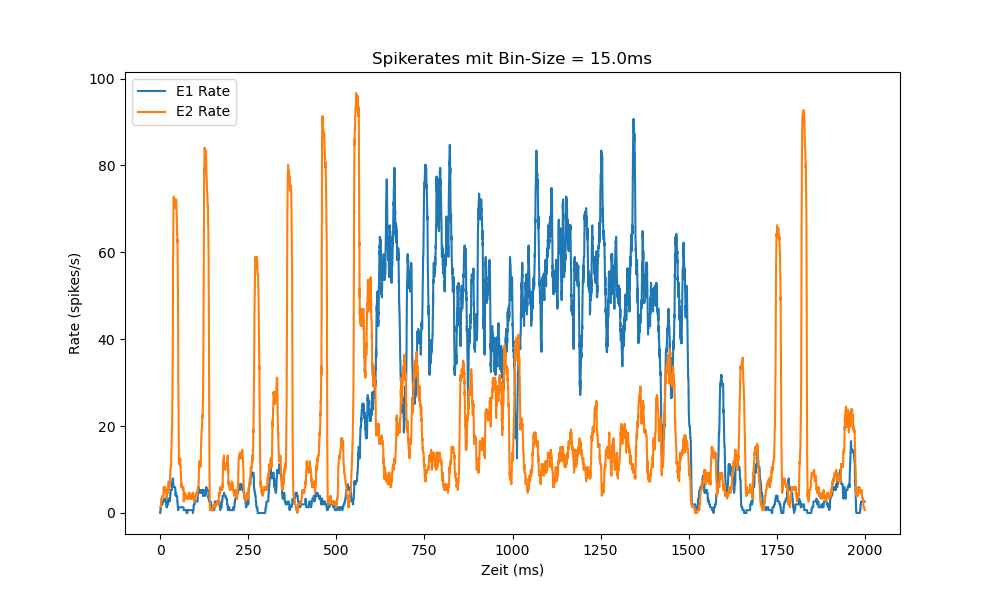 Spikerates mit Bin-Size = 15.0ms
E1 Rate
E2 Rate
Rate (spikes/s)
100
80
60
40
20
0
0 250 500 750 1000 1250 1500 1750 2000
Zeit (ms)